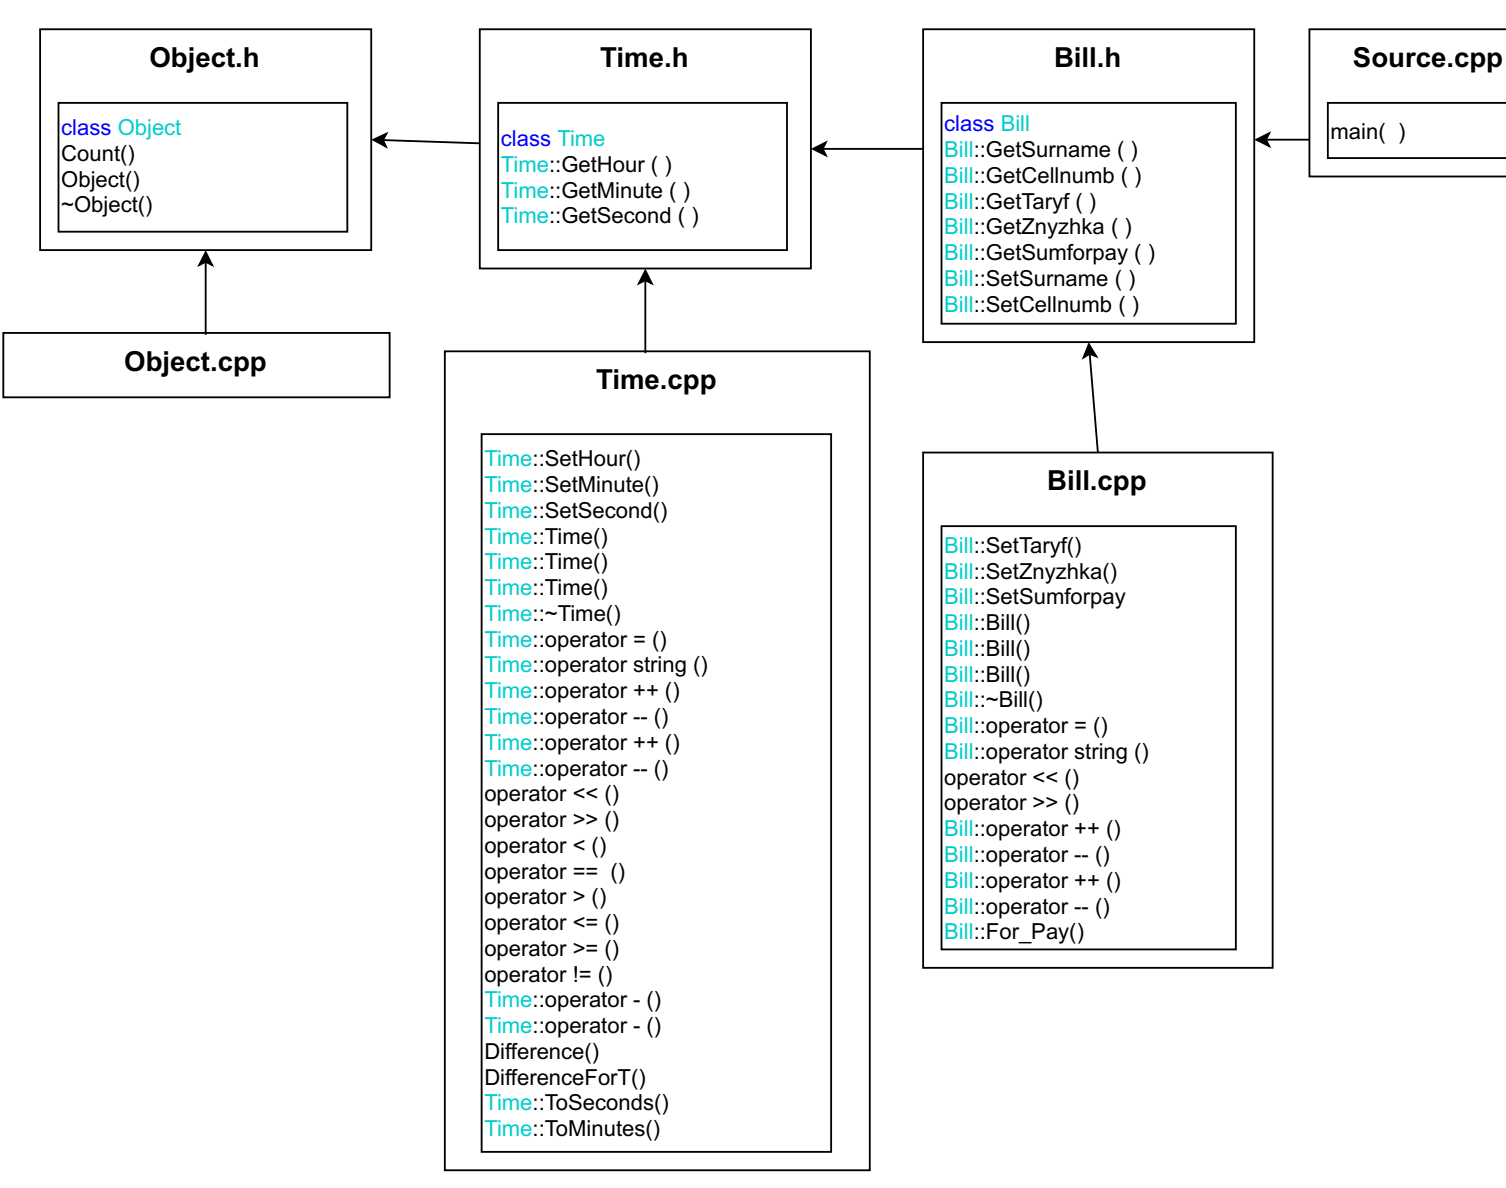 Object.h
class Object
Count()
Object()
~Object()
Time.h
class Time
Time::GetHour ( )
Time::GetMinute ( )
Time::GetSecond ( )
Bill.h
class Bill
Bill::GetSurname ( )
Bill::GetCellnumb ( )
Bill::GetTaryf ( )
Bill::GetZnyzhka ( )
Bill::GetSumforpay ( )
Bill::SetSurname ( )
Bill::SetCellnumb ( )
Source.cpp
main(  )
Object.cpp
Time.cpp
Time::SetHour()
Time::SetMinute()
Time::SetSecond()
Time::Time()
Time::Time()
Time::Time()
Time::~Time()
Time::operator = ()
Time::operator string ()
Time::operator ++ ()
Time::operator -- ()
Time::operator ++ ()
Time::operator -- ()
operator << ()
operator >> ()
operator < ()
operator ==  ()
operator > ()
operator <= ()
operator >= ()
operator != ()
Time::operator - ()
Time::operator - ()
Difference()
DifferenceForT()
Time::ToSeconds()
Time::ToMinutes()
Bill.cpp
Bill::SetTaryf()
Bill::SetZnyzhka()
Bill::SetSumforpay
Bill::Bill()
Bill::Bill()
Bill::Bill()
Bill::~Bill()
Bill::operator = ()
Bill::operator string ()
operator << ()
operator >> ()
Bill::operator ++ ()
Bill::operator -- ()
Bill::operator ++ ()
Bill::operator -- ()
Bill::For_Pay()